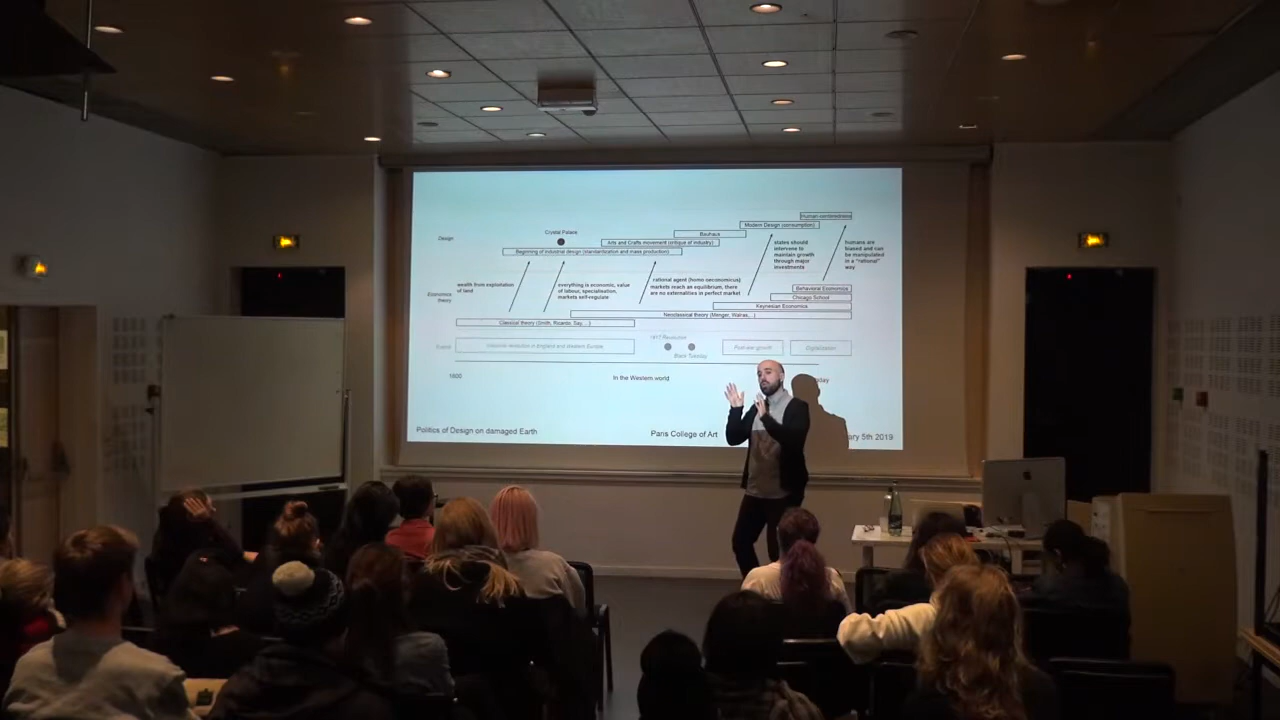 Human-centredness
Modern Design (consumption)
Bauhaus
Crystal Palace
Design
Arts and Crafts movement (critique of industry)
Beginning of industrial design (standardization and mass production)
states should
intervene to
maintain growth
through major
investments
humans are
biased and can
be manipulated
in a "rational"
way
wealth from exploitation
of land
everything is economic, value
of labour, specialisation,
markets self-regulate
rational agent (homo oeconomicus)
markets reach an equilibrium, there
are no externalities in perfect market
Economics
theory
Behavioral Economics
Chicago School
Keynesian Economics
Neoclassical theory (Menger, Walras,...)
Classical theory (Smith, Ricardo, Say, ...)
Industrial revolution in England and Western Europe
1917 Revolution
Black Tuesday
Post-war growth
Digitalisation
1800
In the Western world
Politics of Design on damaged Earth
Paris College of Art
5th 2019